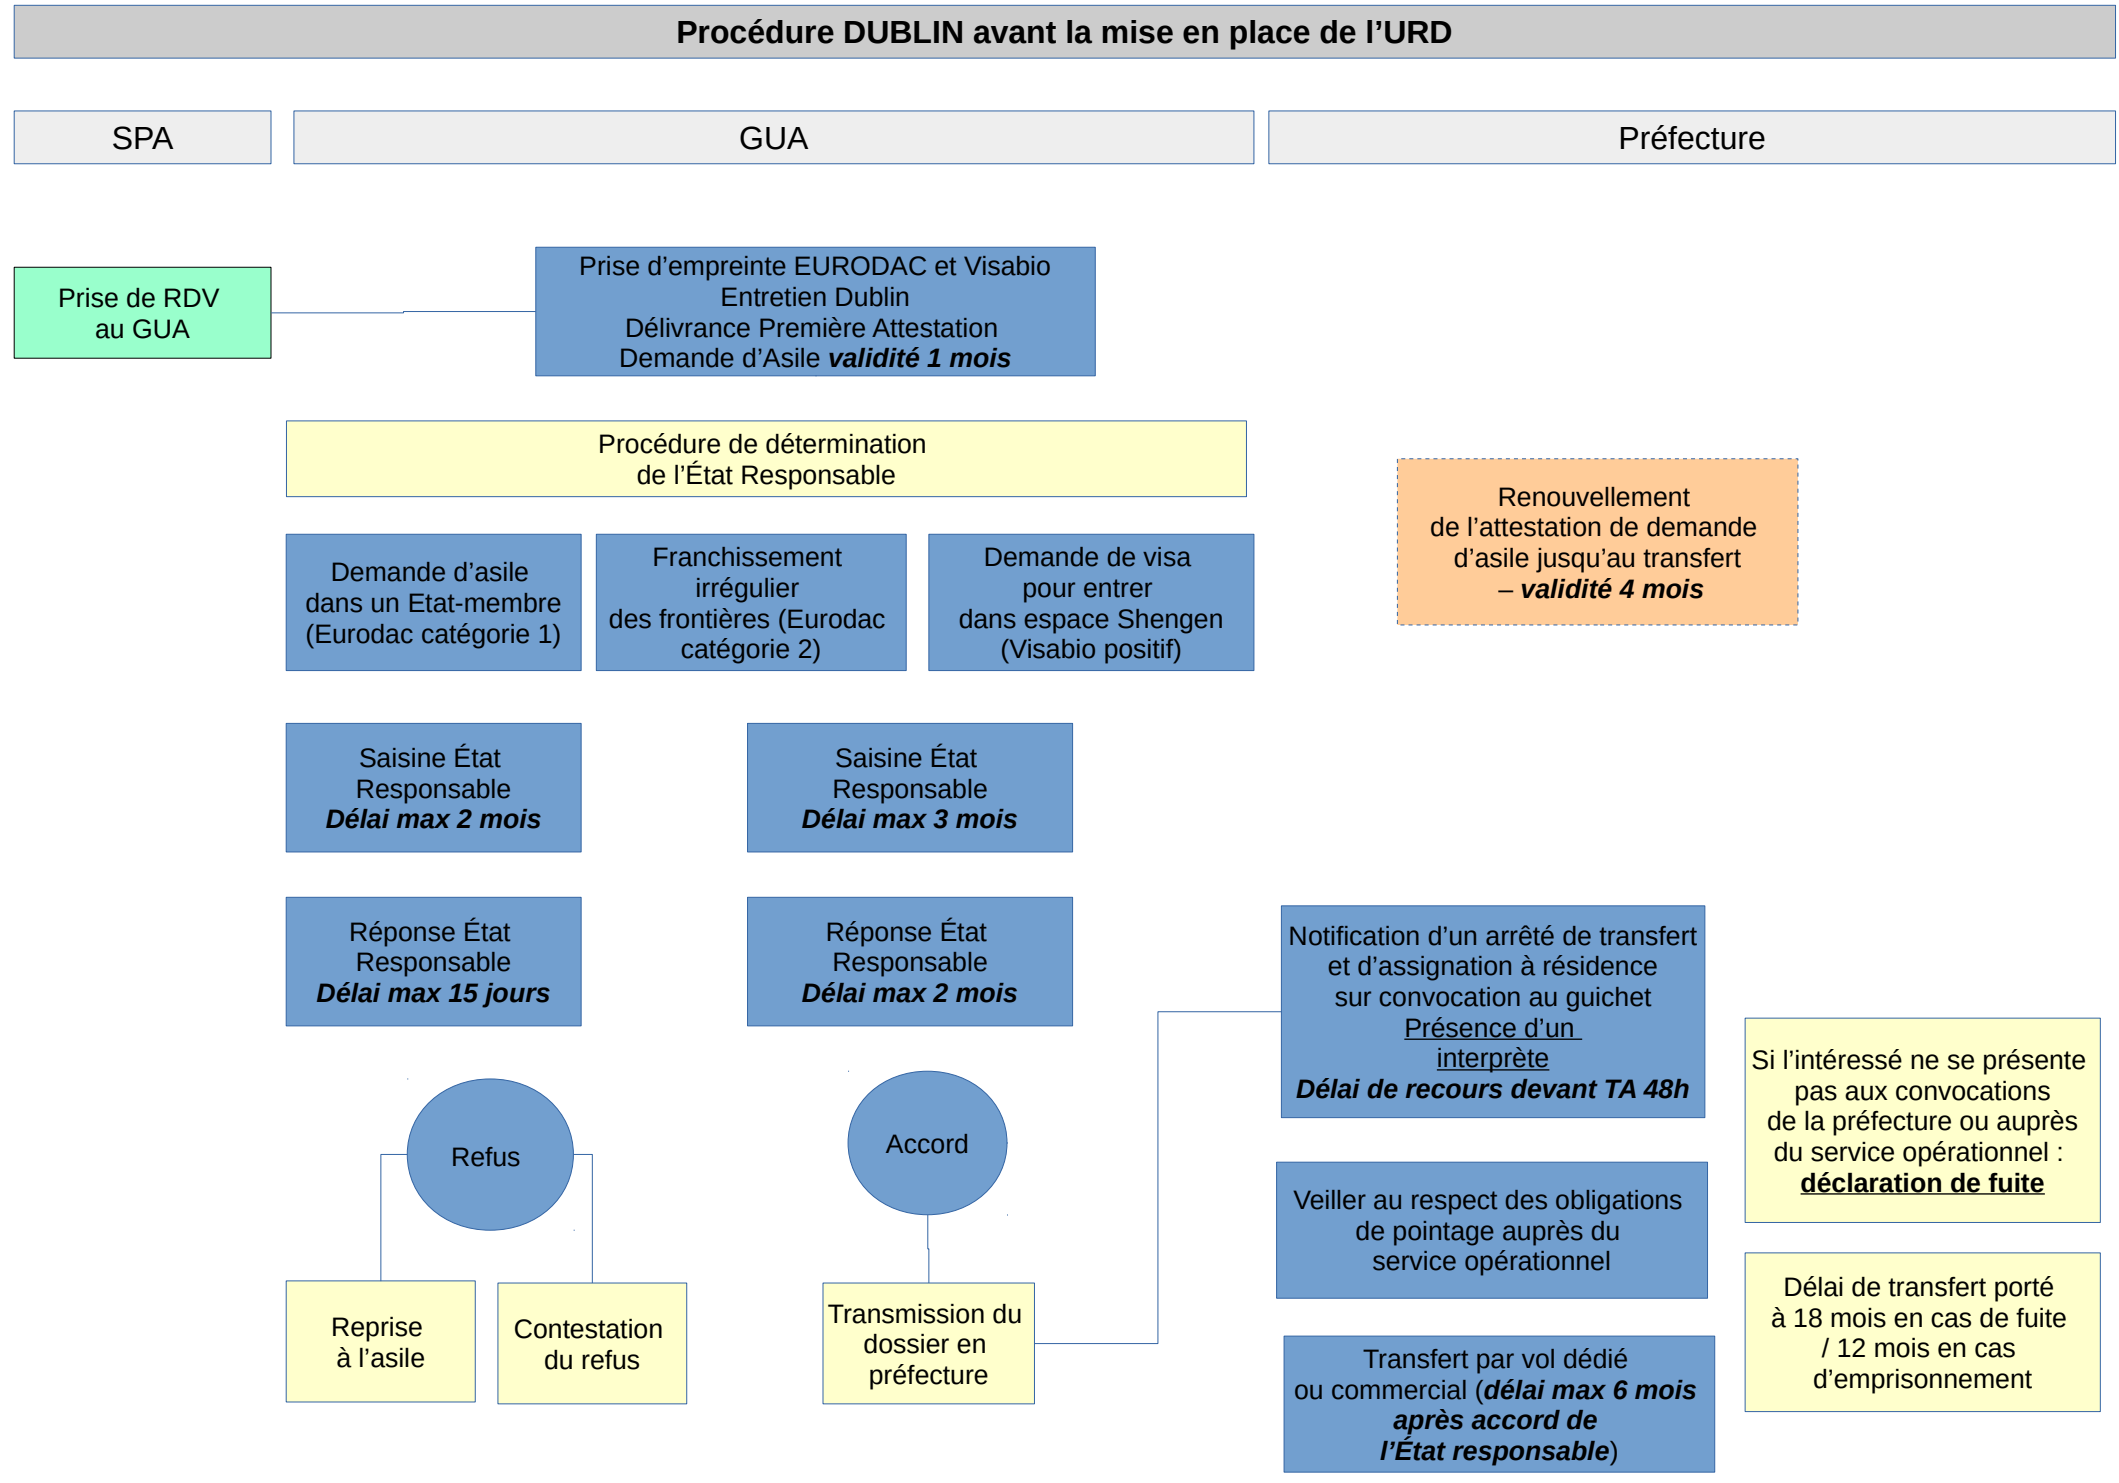 Procédure DUBLIN avant la mise en place de l’URD
SPA
GUA
Préfecture
Prise de RDV
au GUA
Prise d’empreinte EURODAC et Visabio
Entretien Dublin
Délivrance Première Attestation
Demande d’Asile validité 1 mois
Procédure de détermination
de l’État Responsable
Renouvellement
de l’attestation de demande
d’asile jusqu’au transfert
– validité 4 mois
Demande d’asile
dans un Etat-membre
(Eurodac catégorie 1)
Franchissement
irrégulier
des frontières (Eurodac
catégorie 2)
Demande de visa
pour entrer
dans espace Shengen
(Visabio positif)
Saisine État
Responsable
Délai max 2 mois
Saisine État
Responsable
Délai max 3 mois
Réponse État
Responsable
Délai max 15 jours
Réponse État
Responsable
Délai max 2 mois
Notification d’un arrêté de transfert
et d’assignation à résidence
sur convocation au guichet
Présence d’un
interprète
Délai de recours devant TA 48h
Si l’intéressé ne se présente
pas aux convocations
de la préfecture ou auprès
du service opérationnel :
déclaration de fuite
Refus
Accord
Veiller au respect des obligations
de pointage auprès du
service opérationnel
Reprise
à l’asile
Contestation
du refus
Transmission du
dossier en
préfecture
Transfert par vol dédié
ou commercial (délai max 6 mois
après accord de
l’État responsable)
Délai de transfert porté
à 18 mois en cas de fuite
/ 12 mois en cas
d’emprisonnement